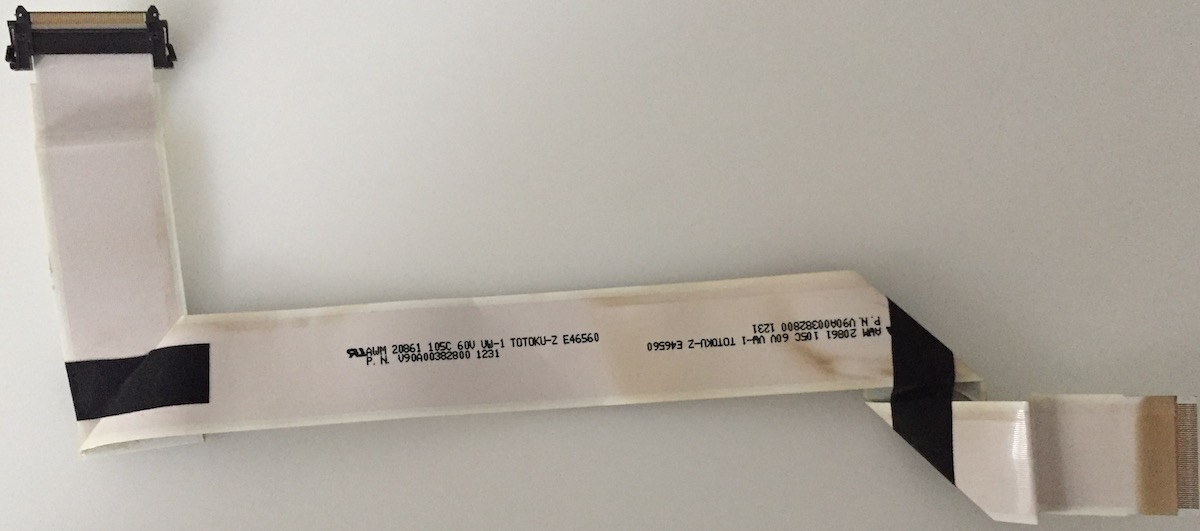 AWM 20861 105C 60V VW-1 TOTOKU-Z E46560
P.N. V90A00382800 1231
AWM 20861 105C 60V VW-1 TOTOKU-Z E46560
P.N. V90A00382800 1231